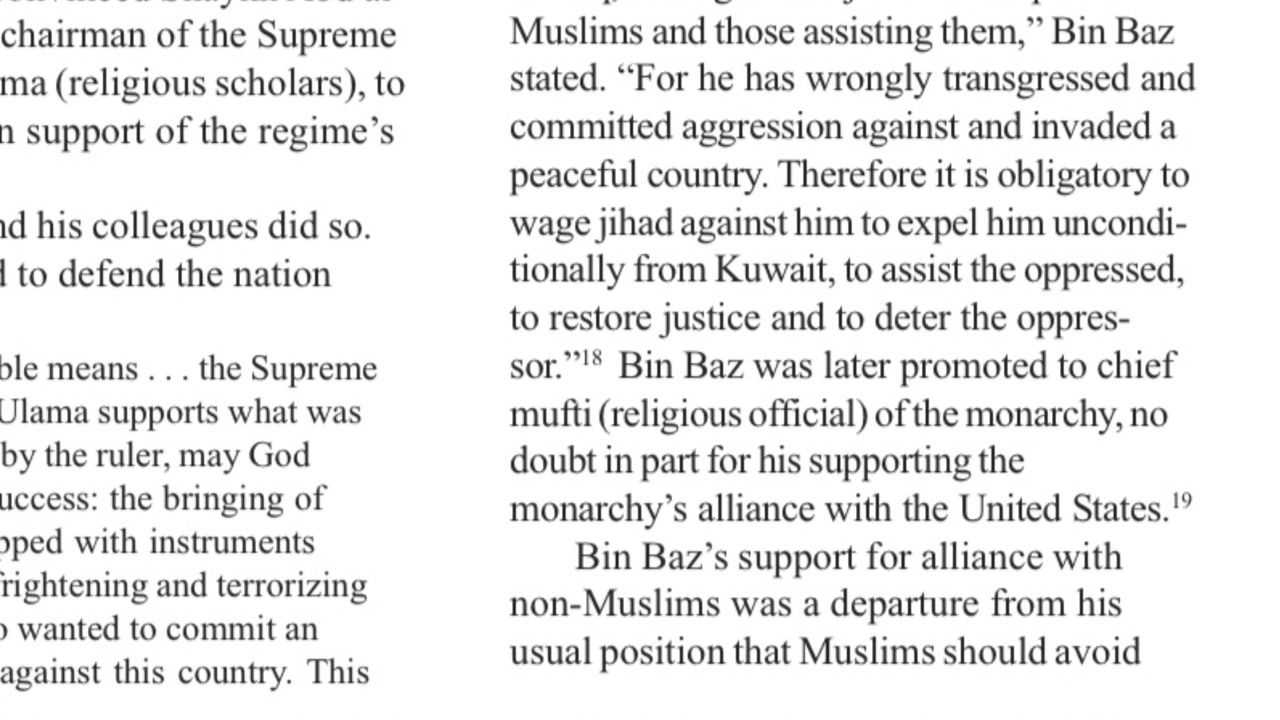 chairman of the Supreme
(religious scholars), to
support of the regime’s
his colleagues did so.
to defend the nation
means . . . the Supreme
Ulama supports what was
by the ruler, may God
the bringing of
with instruments
and terrorizing
wanted to commit an
against this country. This
Muslims and those assisting them,” Bin Baz
stated. “For he has wrongly transgressed and
committed aggression against and invaded a
peaceful country. Therefore it is obligatory to
wage jihad against him to expel him uncondi-
tionally from Kuwait, to assist the oppressed,
to restore justice and to deter the oppres-
sor.”18 Bin Baz was later promoted to chief
mufti (religious official) of the monarchy, no
doubt in part for his supporting the
monarchy’s alliance with the United States.19
Bin Baz’s support for alliance with
non-Muslims was a departure from his
usual position that Muslims should avoid